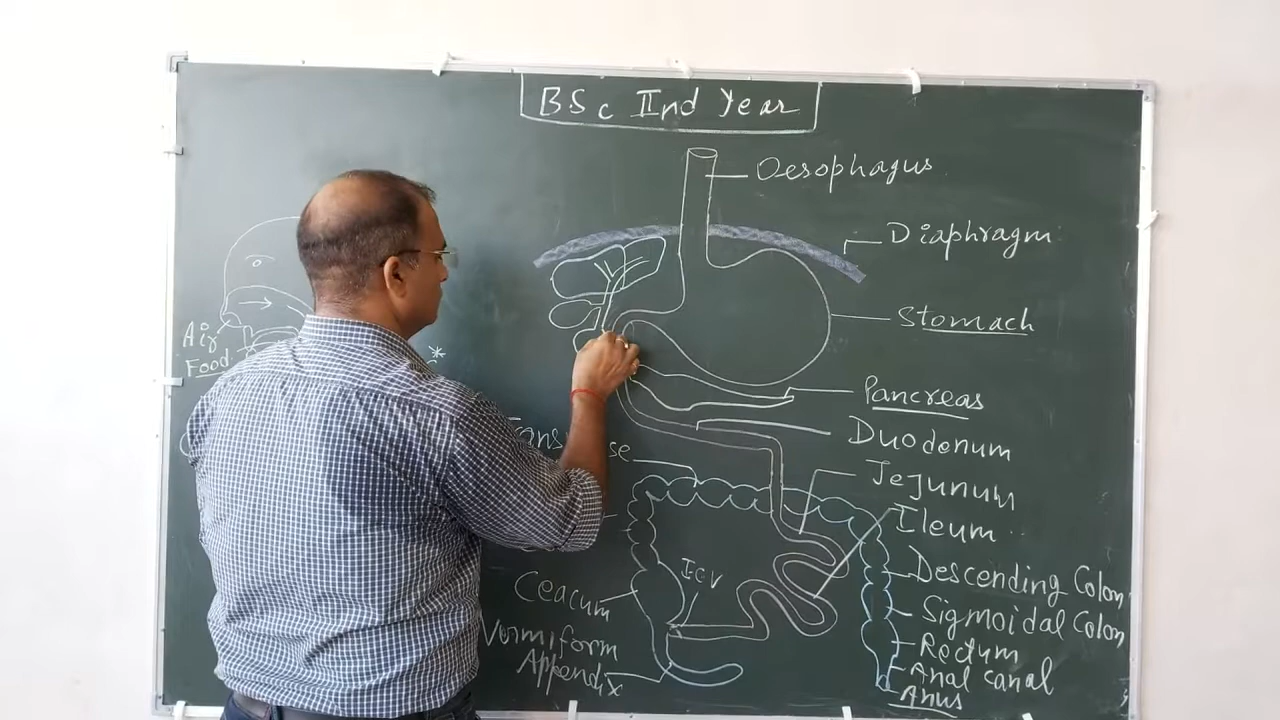 BSc IInd Year
Oesophagus
Diaphragm
Air
Food
Stomach
Pancreas
Duodenum
Jejunum
Ileum
ICV
Ceacum
Vermiform
Appendix
Descending Colon
Sigmoidal Colon
Rectum
Anal canal
Anus